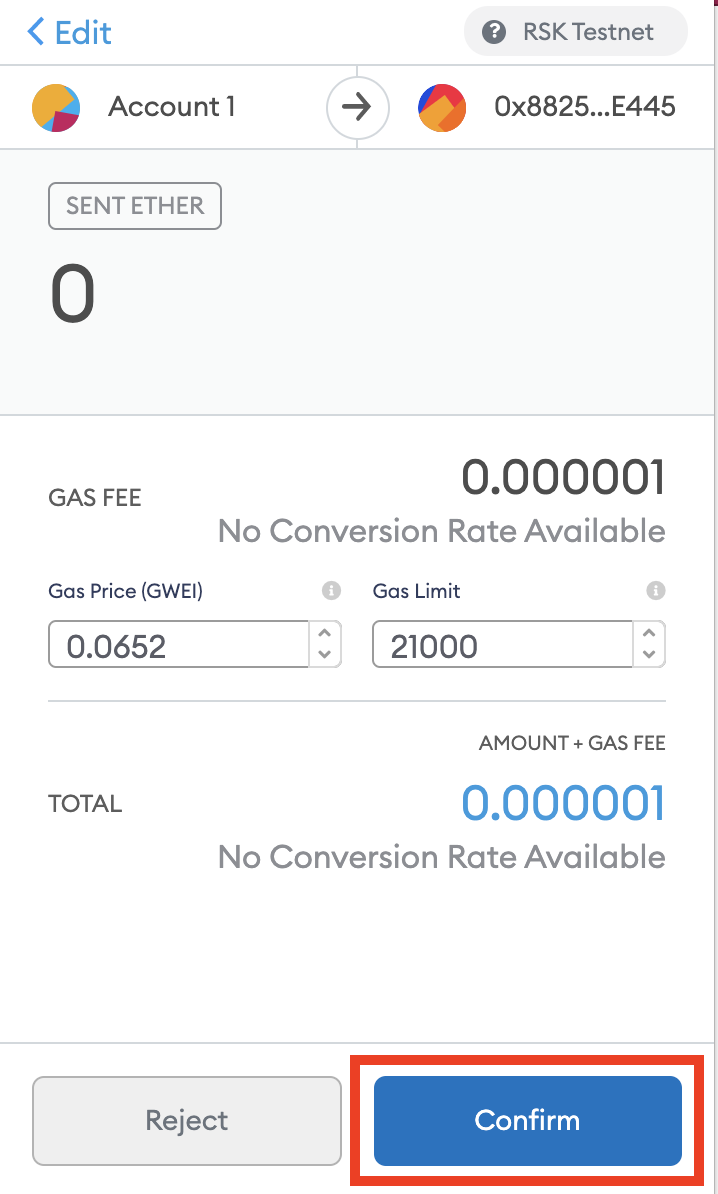 Edit
RSK Testnet
Account 1
0x8825...E445
SENT ETHER
0
GAS FEE
0.000001
No Conversion Rate Available
Gas Price (GWEI)
Gas Limit
0.0652
21000
AMOUNT + GAS FEE
TOTAL
0.000001
No Conversion Rate Available
Reject
Confirm